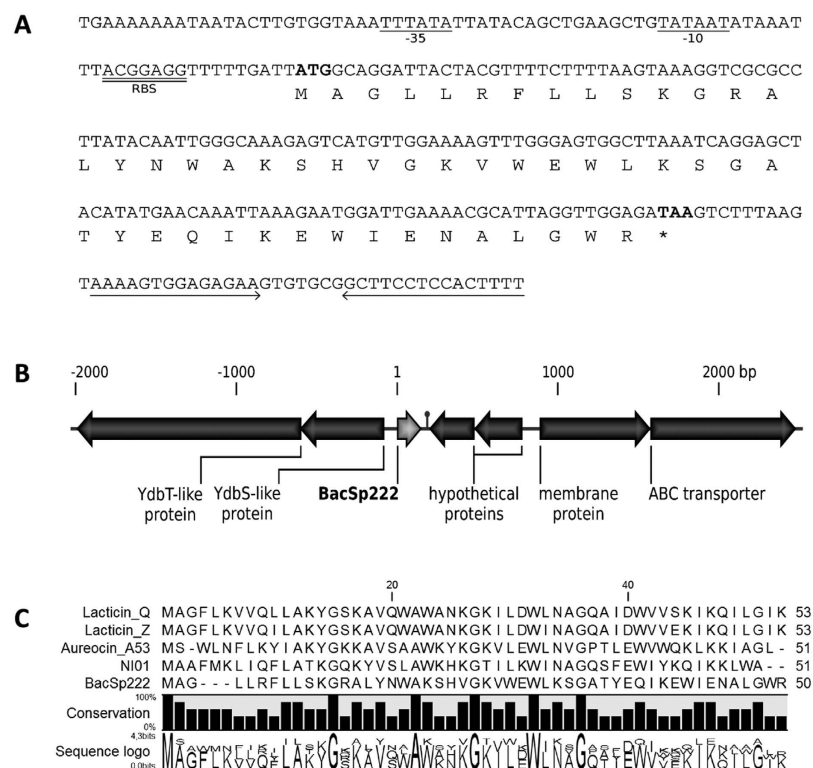 A
TGAAAAAAATAATACTTGTGGTAAATTTATATTATACAGCTGAAGCTGTATAATATAAAT
-35 -10
TTACGGAGGTTTTTGATTATGGCAGGATTACTACGTTTTCTTTTAAGTAAAGGTCGCGCC
RBS
M A G L L R F L L S K G R A
TTATACAATTGGGCAAAGAGTCATGTTGGAAAAGTTTGGGAGTGGCTTAAATCAGGAGCT
L Y N W A K S H V G K V W E W L K S G A
ACATATGAACAAATTAAAGAATGGATTGAAAACGCATTAGGTTGGAGATAAGTCTTTAAG
T Y E Q I K E W I E N A L G W R *
TAAAAGTGGAGAGAAGTGTGCGGCTTCCTCCACTTTT
B
-2000 -1000 1 1000 2000 bp
YdbT-like protein
YdbS-like protein
BacSp222
hypothetical proteins
membrane protein
ABC transporter
C
20 40
Lacticin_Q MAGFLKVVQLLAKYGSKAVQWAWANKGKILDWLNAGQAIDWVVSKIKQILGIK 53
Lacticin_Z MAGFLKVVQILAKYGSKAVQWAWANKGKILDWLNAGQAIDWVVEKIKQILGIK 53
Aureocin_A53 MS-WLNFLKYIAKYGKKAVSAAWKYKGKVLEWLNVGPTLEWVWQKLKKIAGL- 51
NI01 MAAFMKLIQFLATKGQKYVSLAWKHKGTILKWINAGQSFEWIYKQIKKLWA-- 51
BacSp222 MAG---LLRFLLSKGRALYNWAKSHVGKVWEWLKSGATYEQIKEWIENALGWR 50
Conservation
100%
0%
Sequence logo
4,3bits
0.0bits